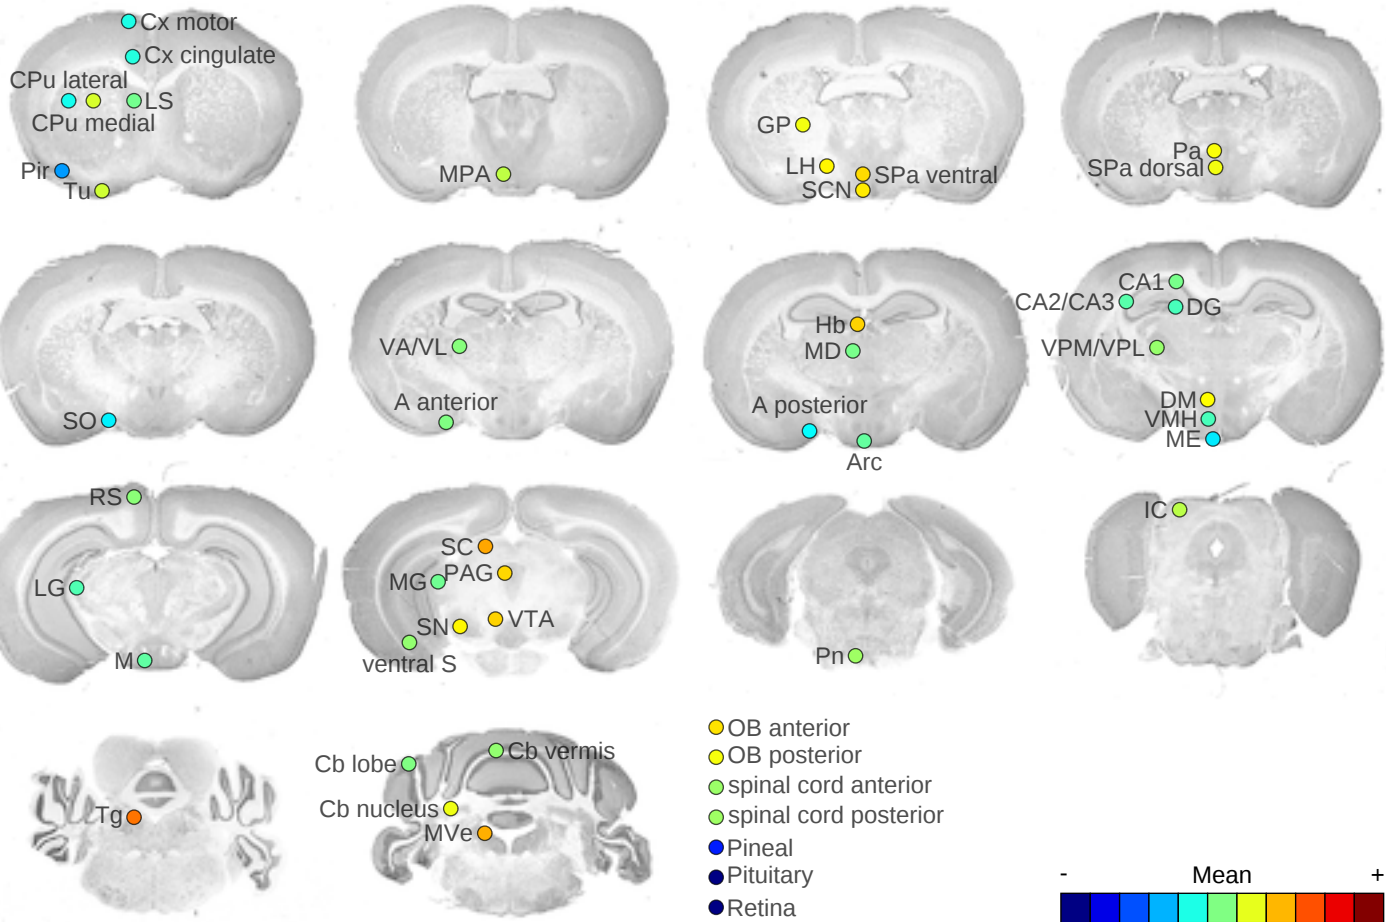 Cx motor
Cx cingulate
CPu lateral
LS
CPu medial
Pir
Tu
MPA
GP
LH
SPa ventral
SCN
Pa
SPa dorsal
SO
VA/VL
A anterior
Hb
MD
A posterior
Arc
CA1
CA2/CA3
DG
VPM/VPL
DM
VMH
ME
RS
LG
M
SC
PAG
MG
VTA
SN
ventral S
Pn
IC
Tg
Cb vermis
Cb lobe
Cb nucleus
MVe
OB anterior
OB posterior
spinal cord anterior
spinal cord posterior
Pineal
Pituitary
Retina
- Mean +